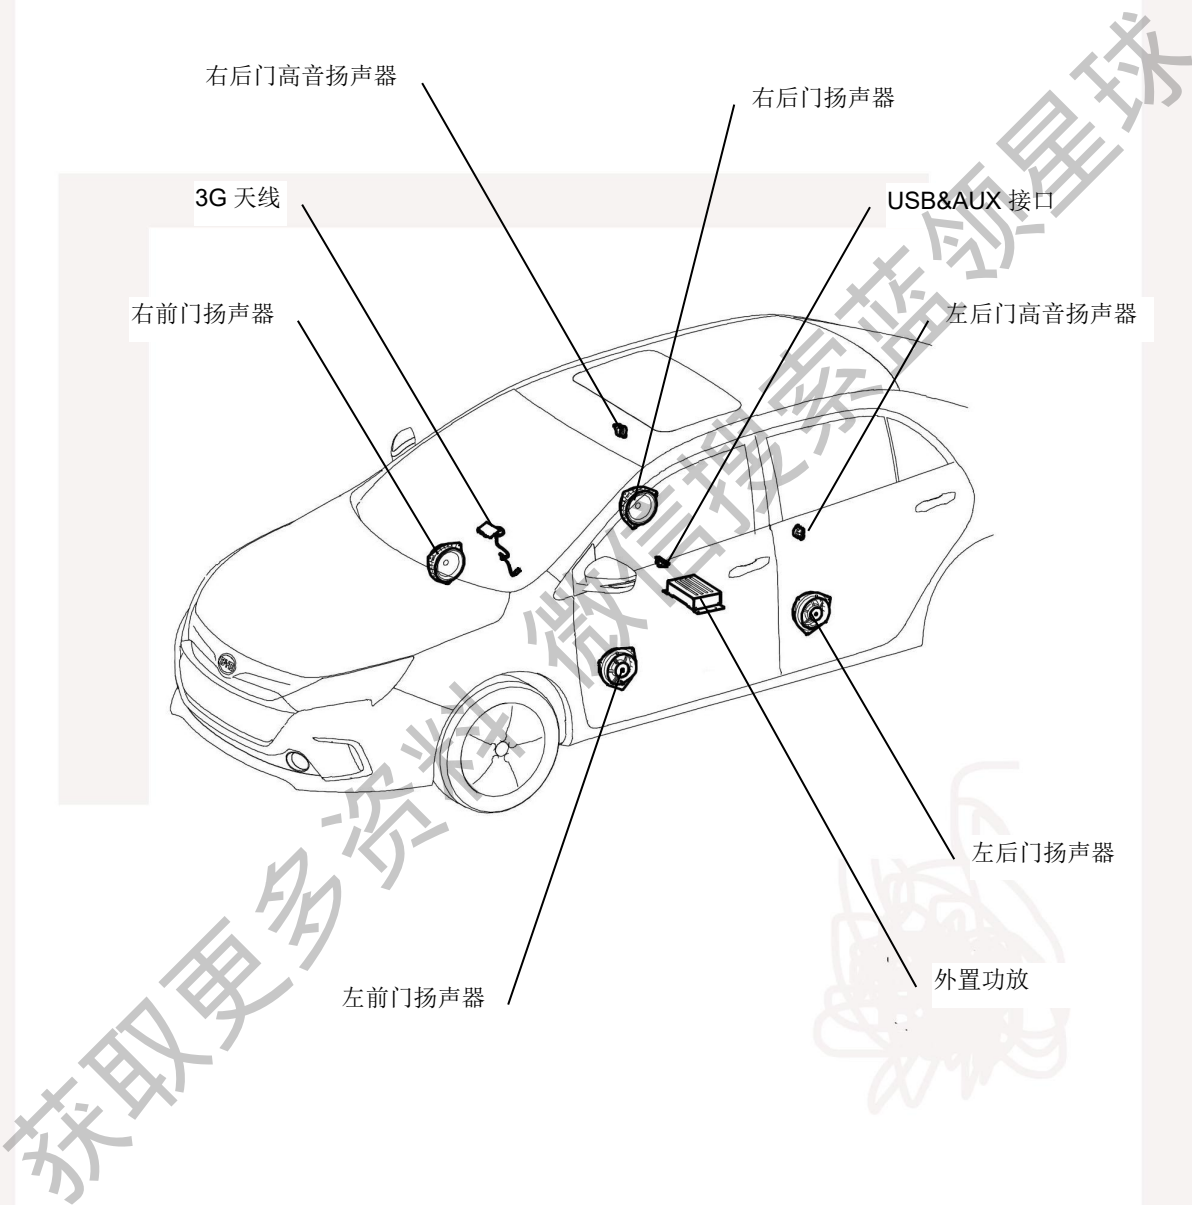 右后门高音扬声器
右后门扬声器
3G 天线
USB&AUX 接口
右前门扬声器
左后门高音扬声器
左后门扬声器
外置功放
左前门扬声器
获取更多资料 微信搜索蓝领星球